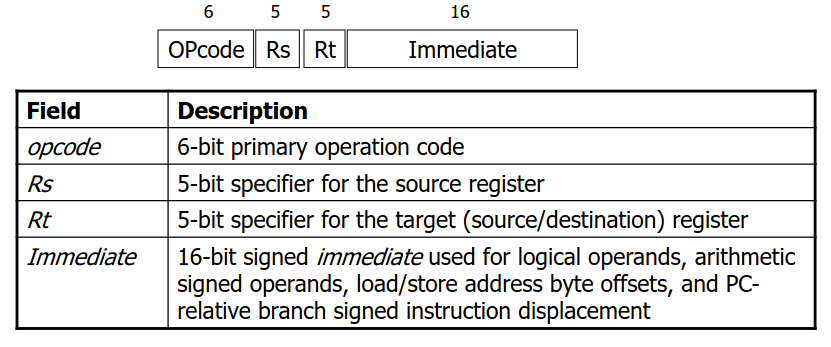 6 5 5 16
OPcode Rs Rt Immediate
Field Description
opcode 6-bit primary operation code
Rs 5-bit specifier for the source register
Rt 5-bit specifier for the target (source/destination) register
Immediate 16-bit signed immediate used for logical operands, arithmetic
signed operands, load/store address byte offsets, and PC-
relative branch signed instruction displacement